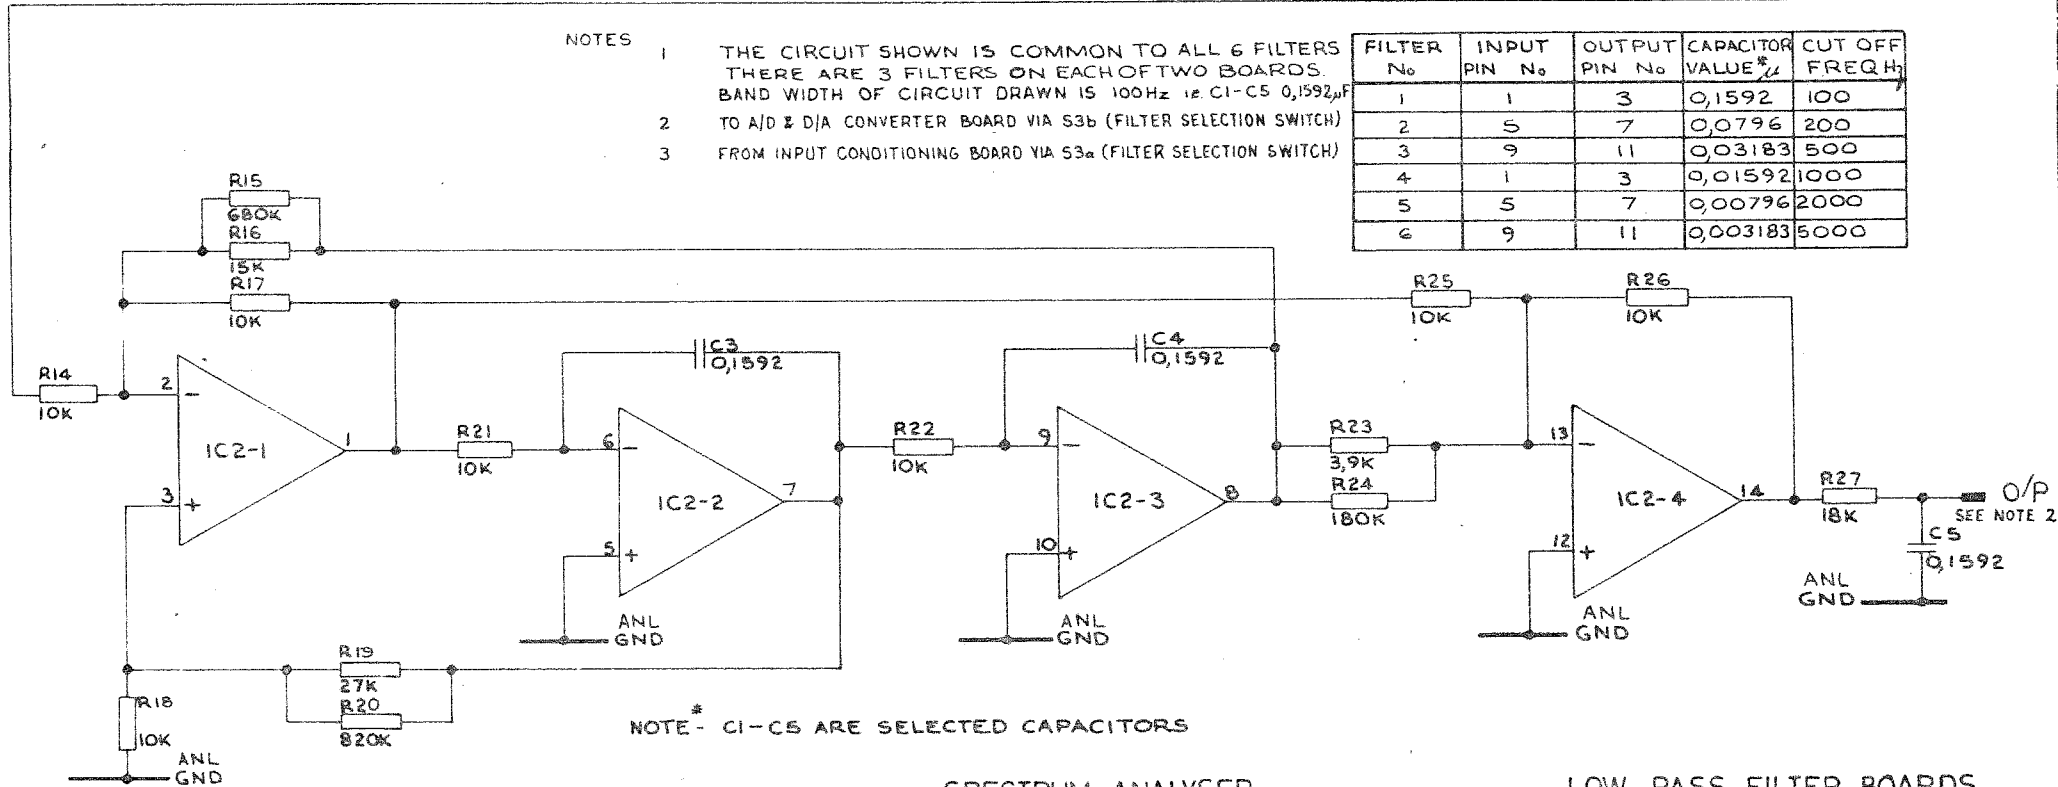 NOTES
1 THE CIRCUIT SHOWN IS COMMON TO ALL 6 FILTERS
THERE ARE 3 FILTERS ON EACH OF TWO BOARDS.
BAND WIDTH OF CIRCUIT DRAWN IS 100Hz ie. C1-C5 0,1592µF
2 TO A/D & D/A CONVERTER BOARD VIA S3b (FILTER SELECTION SWITCH)
3 FROM INPUT CONDITIONING BOARD VIA S3a (FILTER SELECTION SWITCH)
FILTER No INPUT PIN No OUTPUT PIN No CAPACITOR VALUE* µ CUT OFF FREQ Hz
1 1 3 0,1592 100
2 5 7 0,0796 200
3 9 11 0,03183 500
4 1 3 0,01592 1000
5 5 7 0,00796 2000
6 9 11 0,003183 5000
R15
680K
R16
15K
R17
10K
R25
10K
R26
10K
R14
10K
2 -
IC2-1
1
3 +
R21
10K
C3
0,1592
6 -
IC2-2
7
5 +
ANL
GND
R22
10K
C4
0,1592
9 -
IC2-3
8
10 +
ANL
GND
R23
3,9K
R24
180K
13 -
IC2-4
14
12 +
ANL
GND
R27
18K
O/P
SEE NOTE 2
C5
0,1592
ANL
GND
R19
27K
R20
820K
R18
10K
ANL
GND
NOTE*- C1-C5 ARE SELECTED CAPACITORS
SPECTRUM ANALYSER
LOW PASS FILTER BOARDS